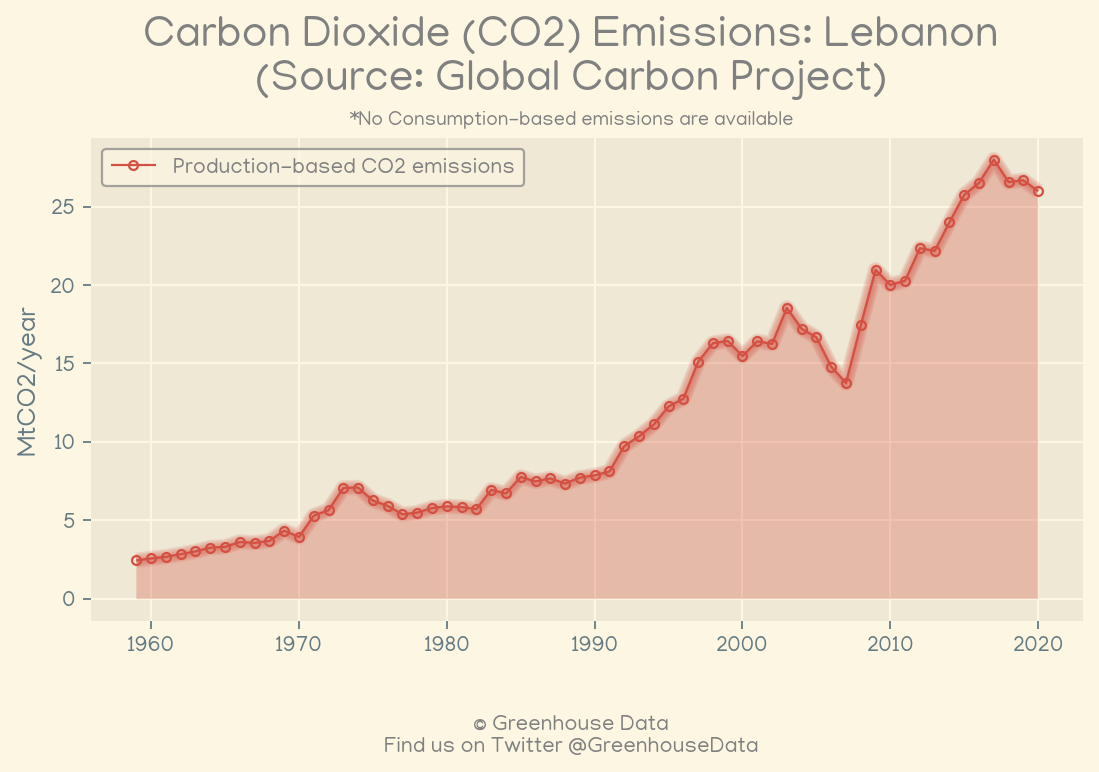 Carbon Dioxide (CO2) Emissions: Lebanon
(Source: Global Carbon Project)
*No Consumption-based emissions are available
Production-based CO2 emissions
MtCO2/year
25
20
15
10
5
0
1960 1970 1980 1990 2000 2010 2020
© Greenhouse Data
Find us on Twitter @GreenhouseData